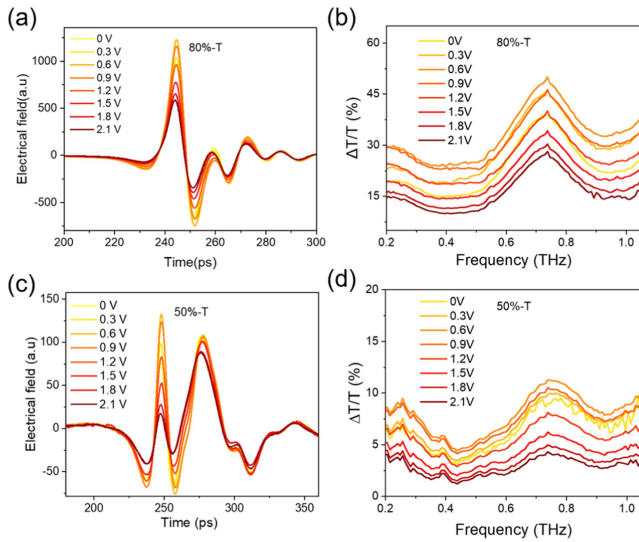 (a)
80%-T
0 V
0.3 V
0.6 V
0.9 V
1.2 V
1.5 V
1.8 V
2.1 V
Electrical field(a.u)
1000
500
0
-500
200
220
240
260
280
300
Time(ps)
(b)
80%-T
0V
0.3V
0.6V
0.9V
1.2V
1.5V
1.8V
2.1V
ΔT/T (%)
60
45
30
15
0.2
0.4
0.6
0.8
1.0
Frequency (THz)
(c)
50%-T
0 V
0.3 V
0.6 V
0.9 V
1.2 V
1.5 V
1.8 V
2.1 V
Electrical field (a.u)
150
100
50
0
-50
200
250
300
350
Time (ps)
(d)
50%-T
0V
0.3V
0.6V
0.9V
1.2V
1.5V
1.8V
2.1V
ΔT/T (%)
20
15
10
5
0
0.2
0.4
0.6
0.8
1.0
Frequency (THz)